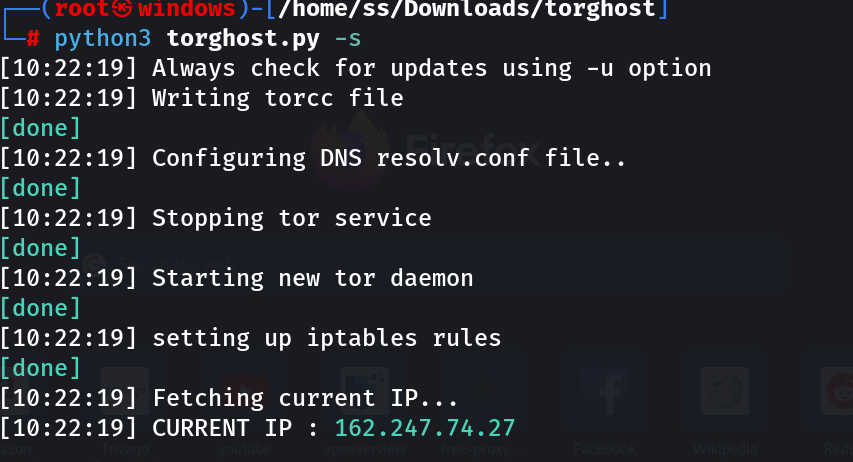 (root㉿windows)-[/home/ss/Downloads/torghost]
# python3 torghost.py -s
[10:22:19] Always check for updates using -u option
[10:22:19] Writing torcc file
[done]
Firefox
[10:22:19] Configuring DNS resolv.conf file..
[done]
[10:22:19] Stopping tor service
[done]
[10:22:19] Starting new tor daemon
[done]
[10:22:19] setting up iptables rules
[done]
[10:22:19] Fetching current IP...
[10:22:19] CURRENT IP : 162.247.74.27
azon Trivago youtube vpnoverview free-proxy... Facebook Wikipedia Redd